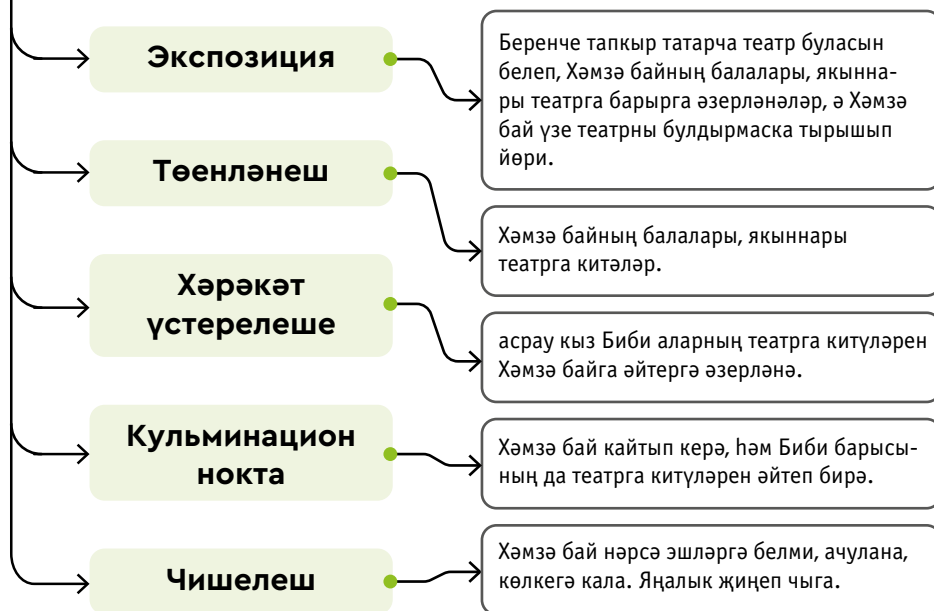 Экспозиция
Беренче тапкыр татарча театр буласын
белеп, Хәмзә байның балалары, якынна-
ры театрга барырга әзерләнәләр, ә Хәмзә
бай үзе театрны булдырмаска тырышып
йөри.
Төенләнеш
Хәмзә байның балалары, якыннары
театрга китәләр.
Хәрәкәт
үстерелеше
асрау кыз Биби аларның театрга китүләрен
Хәмзә байга әйтергә әзерләнә.
Кульминацион
нокта
Хәмзә бай кайтып керә, һәм Биби барысы-
ның да театрга китүләрен әйтеп бирә.
Чишелеш
Хәмзә бай нәрсә эшләргә белми, ачулана,
көлкегә кала. Яңалык җиңеп чыга.